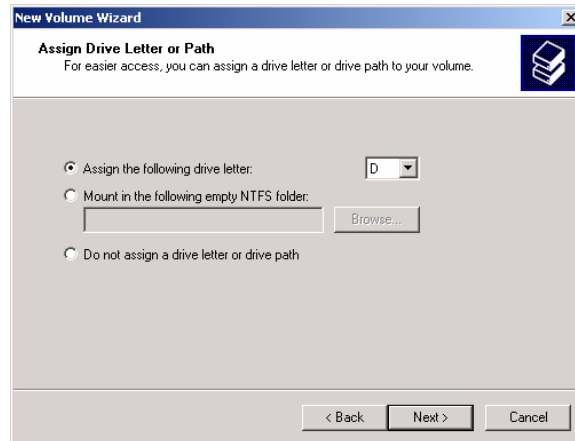 New Volume Wizard
Assign Drive Letter or Path
For easier access, you can assign a drive letter or drive path to your volume.
Assign the following drive letter:
D
Mount in the following empty NTFS folder:
Browse...
Do not assign a drive letter or drive path
< Back
Next >
Cancel